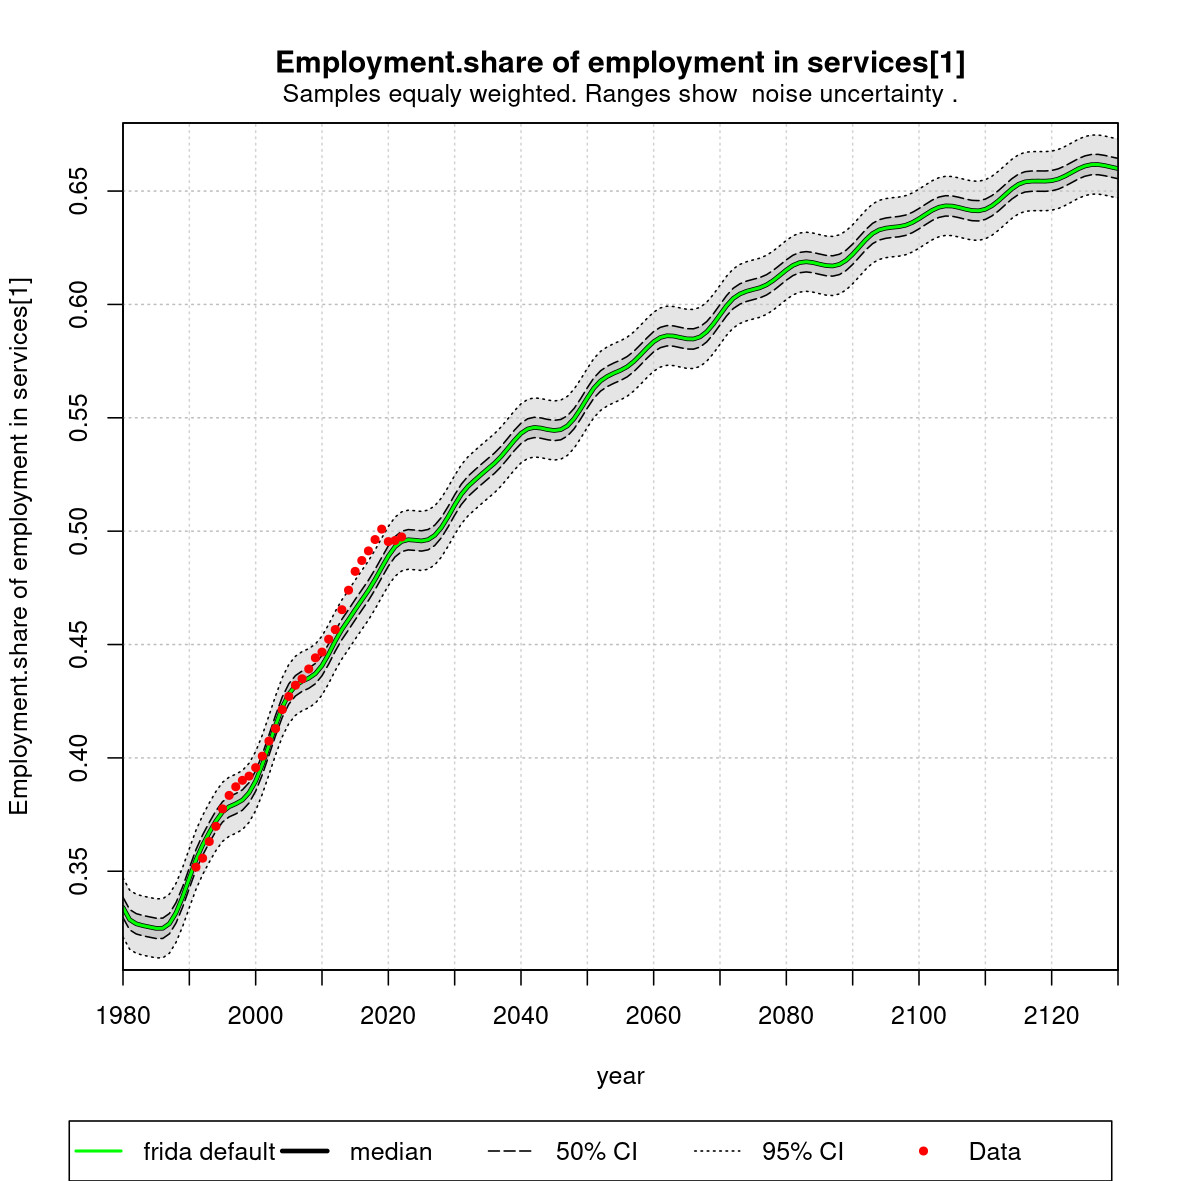 Employment.share of employment in services[1]
Samples equaly weighted. Ranges show  noise uncertainty .
Employment.share of employment in services[1]
0.65
0.60
0.55
0.50
0.45
0.40
0.35
1980 2000 2020 2040 2060 2080 2100 2120
year
frida default median 50% CI 95% CI Data